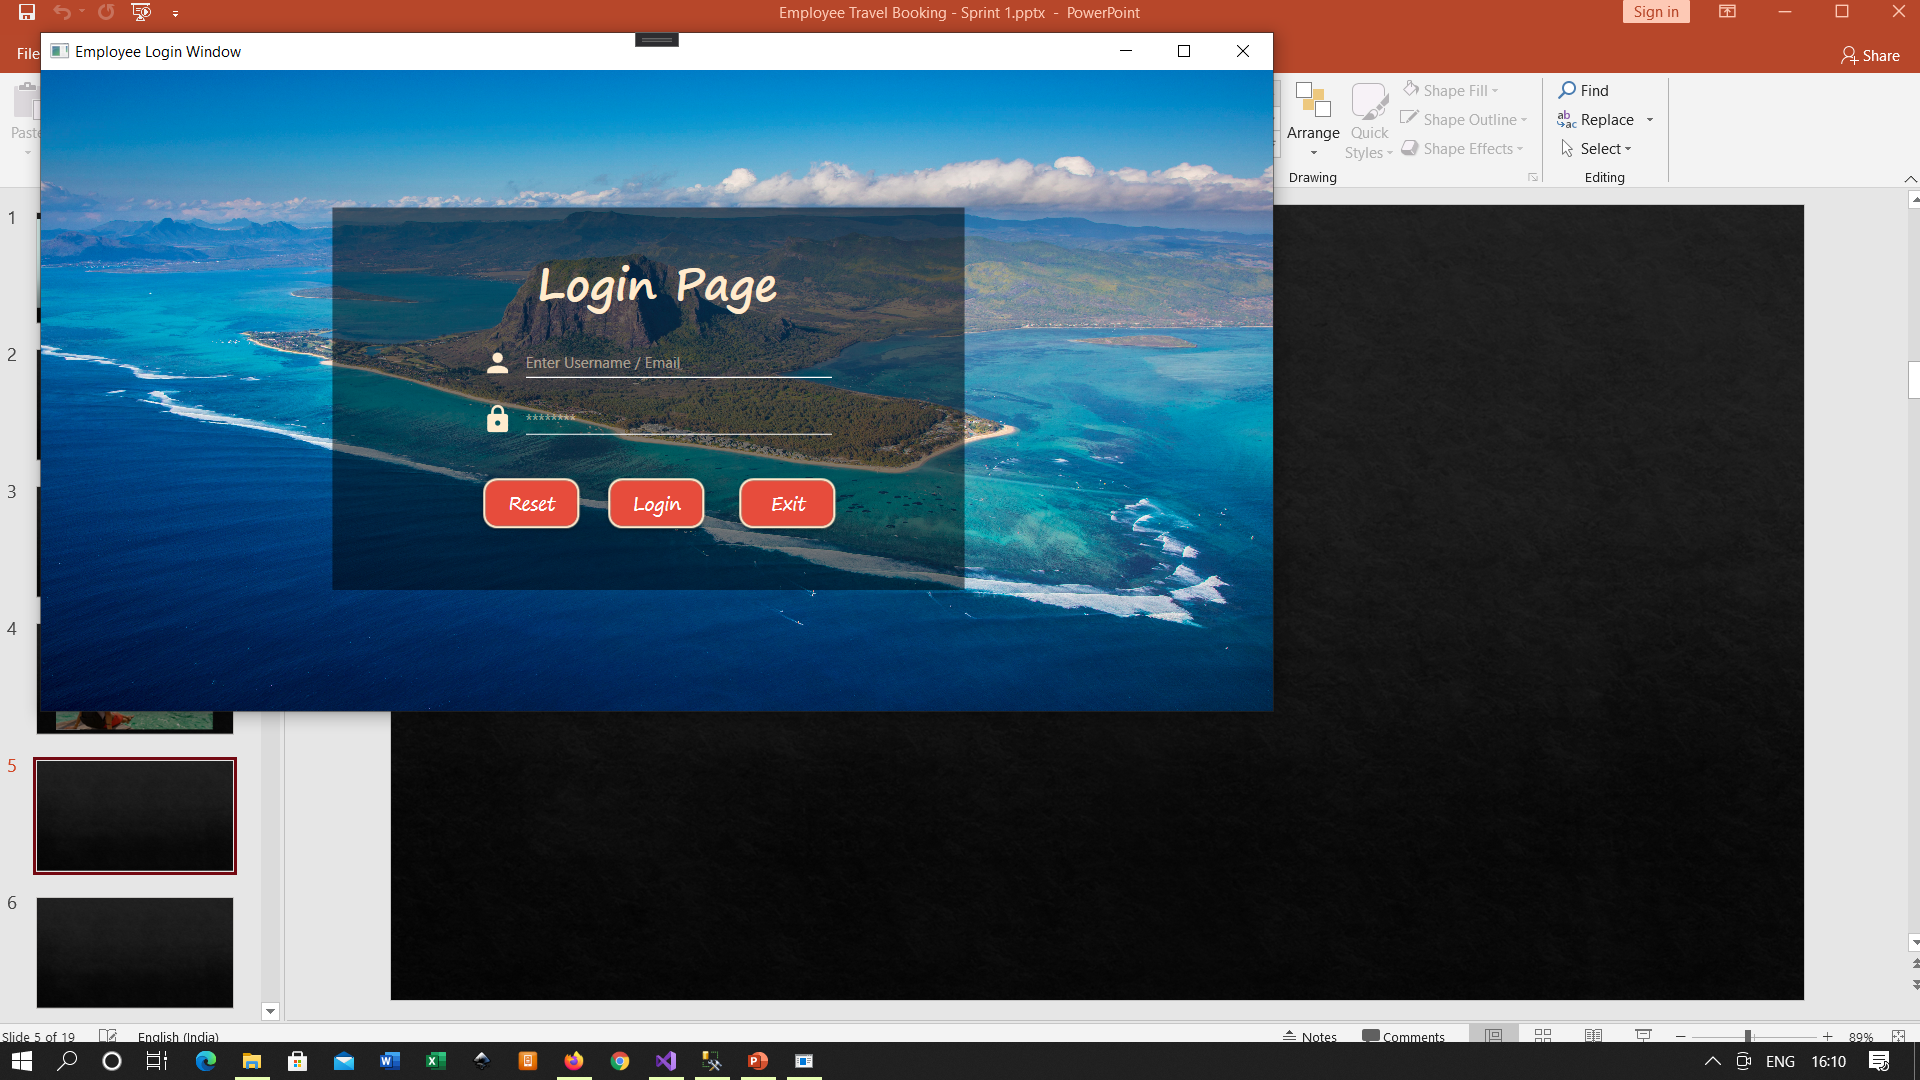 Employee Travel Booking - Sprint 1.pptx - PowerPoint
Sign in
Employee Login Window
File
Share
Paste
Arrange
Quick
Styles
Shape Fill
Shape Outline
Shape Effects
Find
Replace
Select
Drawing
Editing
Login Page
Enter Username / Email
********
Reset
Login
Exit
1
2
3
4
5
6
Slide 5 of 19
English (India)
Notes
Comments
89%
ENG
16:10